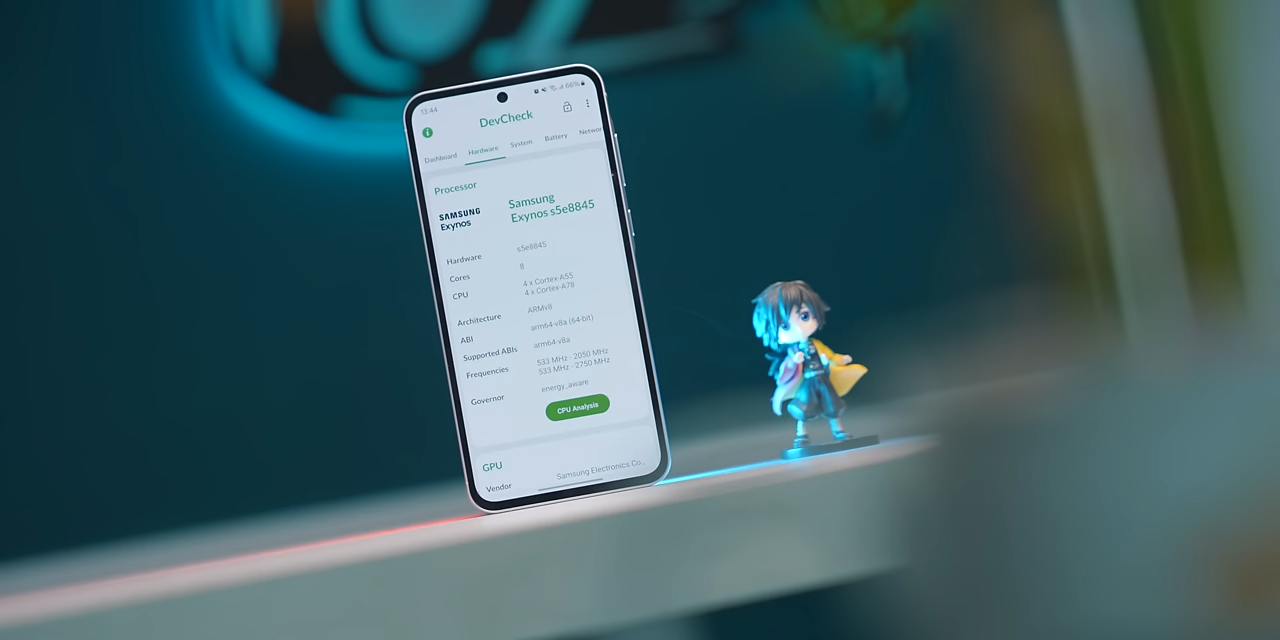 13:44
66%
DevCheck
Dashboard Hardware System Battery Networ
Processor
SAMSUNG
Exynos
Samsung
Exynos s5e8845
Hardware s5e8845
Cores 8
CPU 4 x Cortex-A55
4 x Cortex-A78
Architecture ARMv8
ABI arm64-v8a (64-bit)
Supported ABIs arm64-v8a
Frequencies 533 MHz - 2050 MHz
533 MHz - 2750 MHz
Governor energy_aware
CPU Analysis
GPU
Vendor Samsung Electronics Co.,